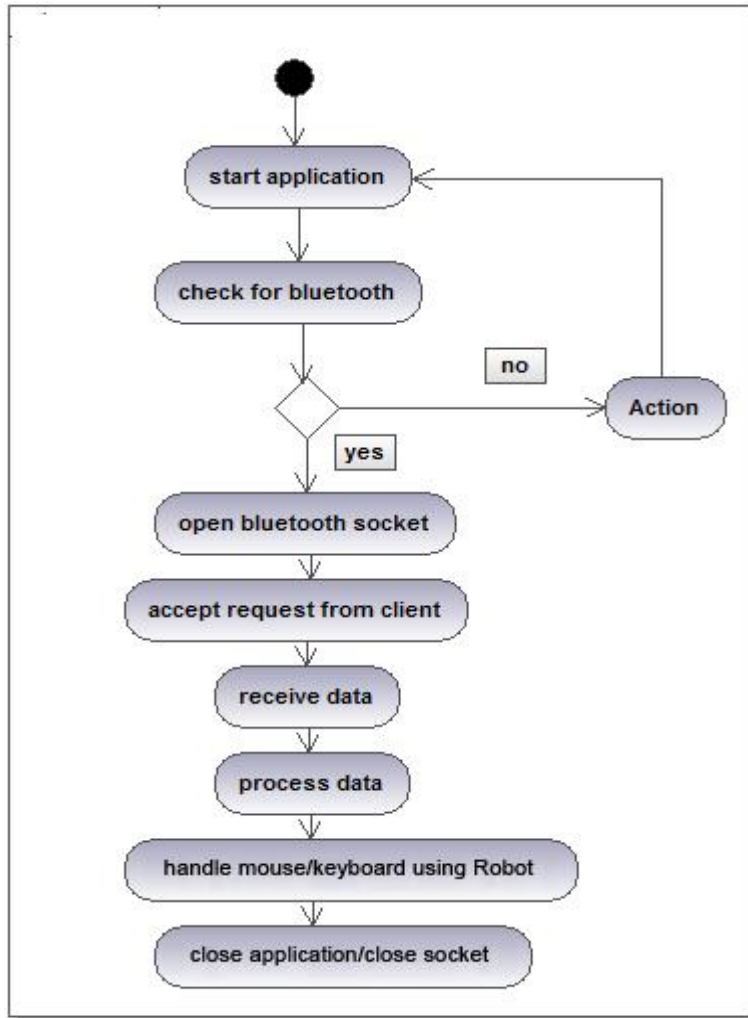 start application
check for bluetooth
no
Action
yes
open bluetooth socket
accept request from client
receive data
process data
handle mouse/keyboard using Robot
close application/close socket